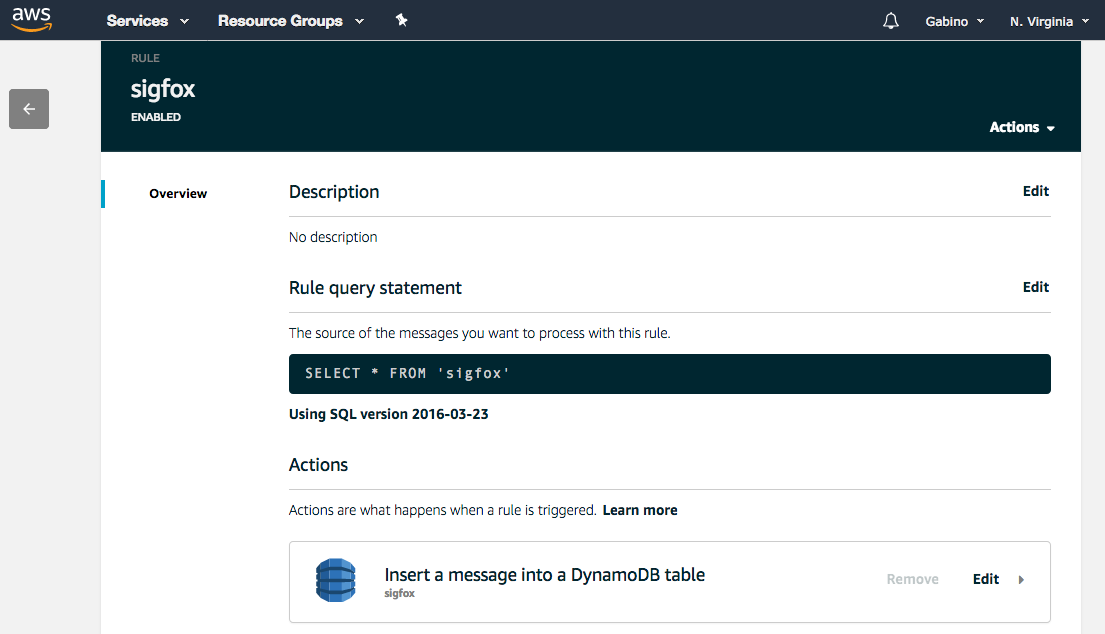 aws Services Resource Groups Gabino N. Virginia
RULE
sigfox
ENABLED
Actions
Overview
Description Edit
No description
Rule query statement Edit
The source of the messages you want to process with this rule.
SELECT * FROM 'sigfox'
Using SQL version 2016-03-23
Actions
Actions are what happens when a rule is triggered. Learn more
Insert a message into a DynamoDB table
sigfox
Remove Edit